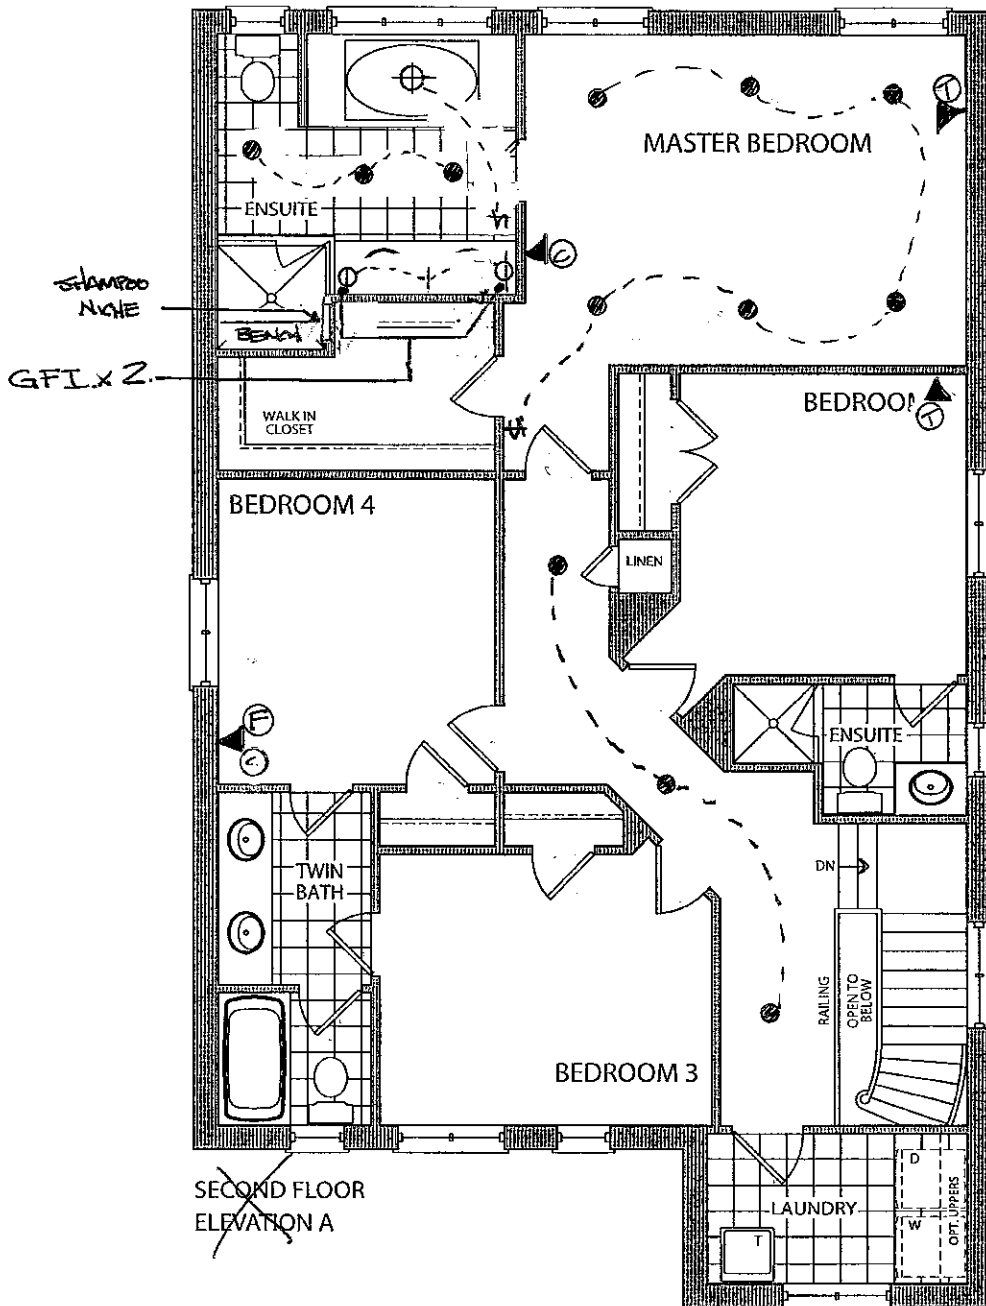 MASTER BEDROOM
T
ENSUITE
C
SHAMPOO
NICHE
BENCH
GFI x 2.
WALK IN
CLOSET
$
BEDROOM
T
BEDROOM 4
LINEN
F
C
ENSUITE
TWIN
BATH
DN
RAILING
OPEN TO
BELOW
BEDROOM 3
SECOND FLOOR
ELEVATION A
LAUNDRY
T
D
W
OPT. UPPERS